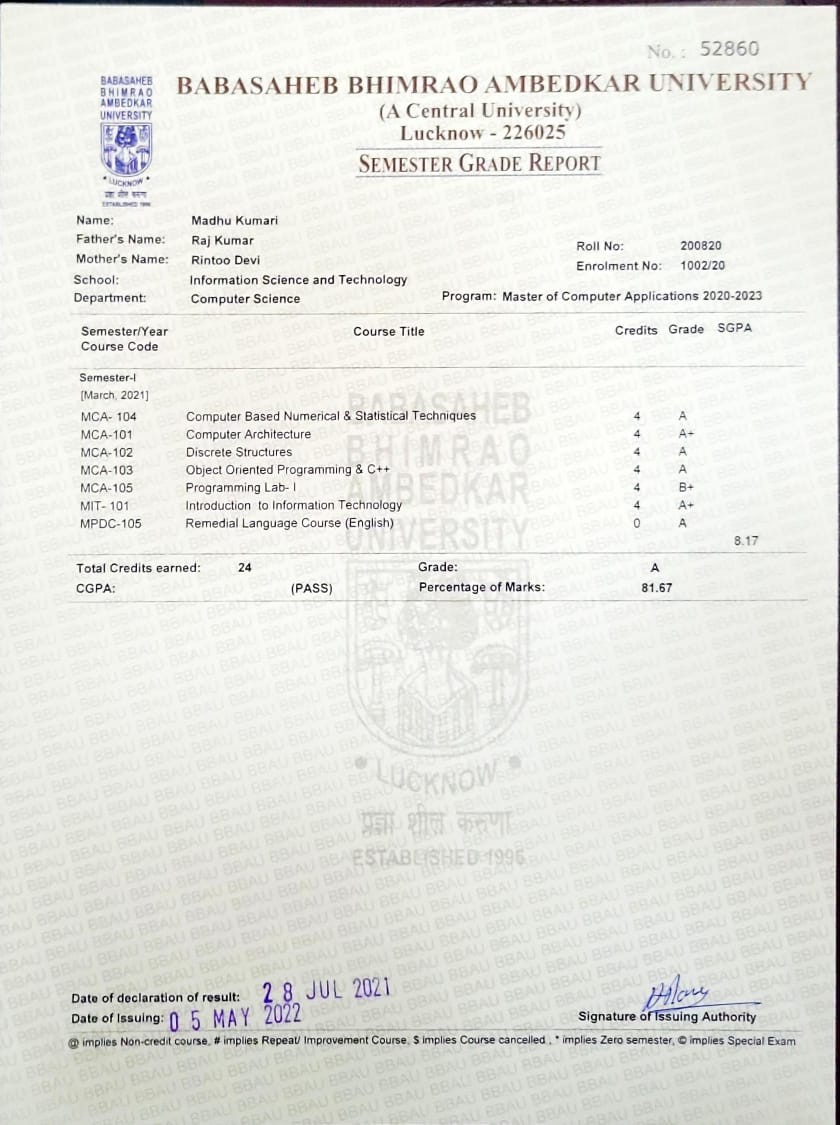 No. : 52860
BABASAHEB
BHIMRAO
AMBEDKAR
UNIVERSITY
LUCKNOW
प्रज्ञा शील करुणा
ESTABLISHED 1996
BABASAHEB BHIMRAO AMBEDKAR UNIVERSITY
(A Central University)
Lucknow - 226025
SEMESTER GRADE REPORT
Name: Madhu Kumari
Father's Name: Raj Kumar
Roll No: 200820
Mother's Name: Rintoo Devi
Enrolment No: 1002/20
School: Information Science and Technology
Department: Computer Science Program: Master of Computer Applications 2020-2023
Semester/Year Course Title Credits Grade SGPA
Course Code
Semester-I
[March, 2021]
MCA- 104 Computer Based Numerical & Statistical Techniques 4 A
MCA-101 Computer Architecture 4 A+
MCA-102 Discrete Structures 4 A
MCA-103 Object Oriented Programming & C++ 4 A
MCA-105 Programming Lab- I 4 B+
MIT- 101 Introduction to Information Technology 4 A+
MPDC-105 Remedial Language Course (English) 0 A
8.17
Total Credits earned: 24 Grade: A
CGPA: (PASS) Percentage of Marks: 81.67
BABASAHEB
BHIMRAO
AMBEDKAR
UNIVERSITY
LUCKNOW
प्रज्ञा शील करुणा
ESTABLISHED 1996
Date of declaration of result: 28 JUL 2021
Date of Issuing: 05 MAY 2022
Signature of Issuing Authority
@ implies Non-credit course, # implies Repeat/ Improvement Course, $ implies Course cancelled , * implies Zero semester, © implies Special Exam